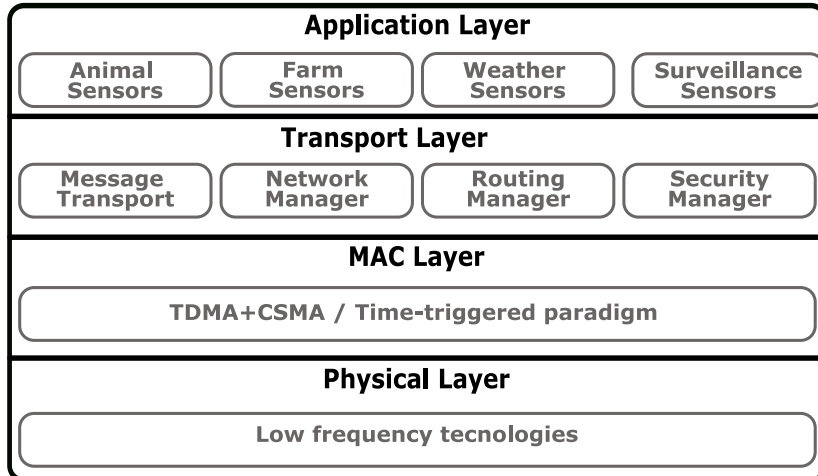 Application Layer
Animal
Sensors
Farm
Sensors
Weather
Sensors
Surveillance
Sensors
Transport Layer
Message
Transport
Network
Manager
Routing
Manager
Security
Manager
MAC Layer
TDMA+CSMA / Time-triggered paradigm
Physical Layer
Low frequency tecnologies